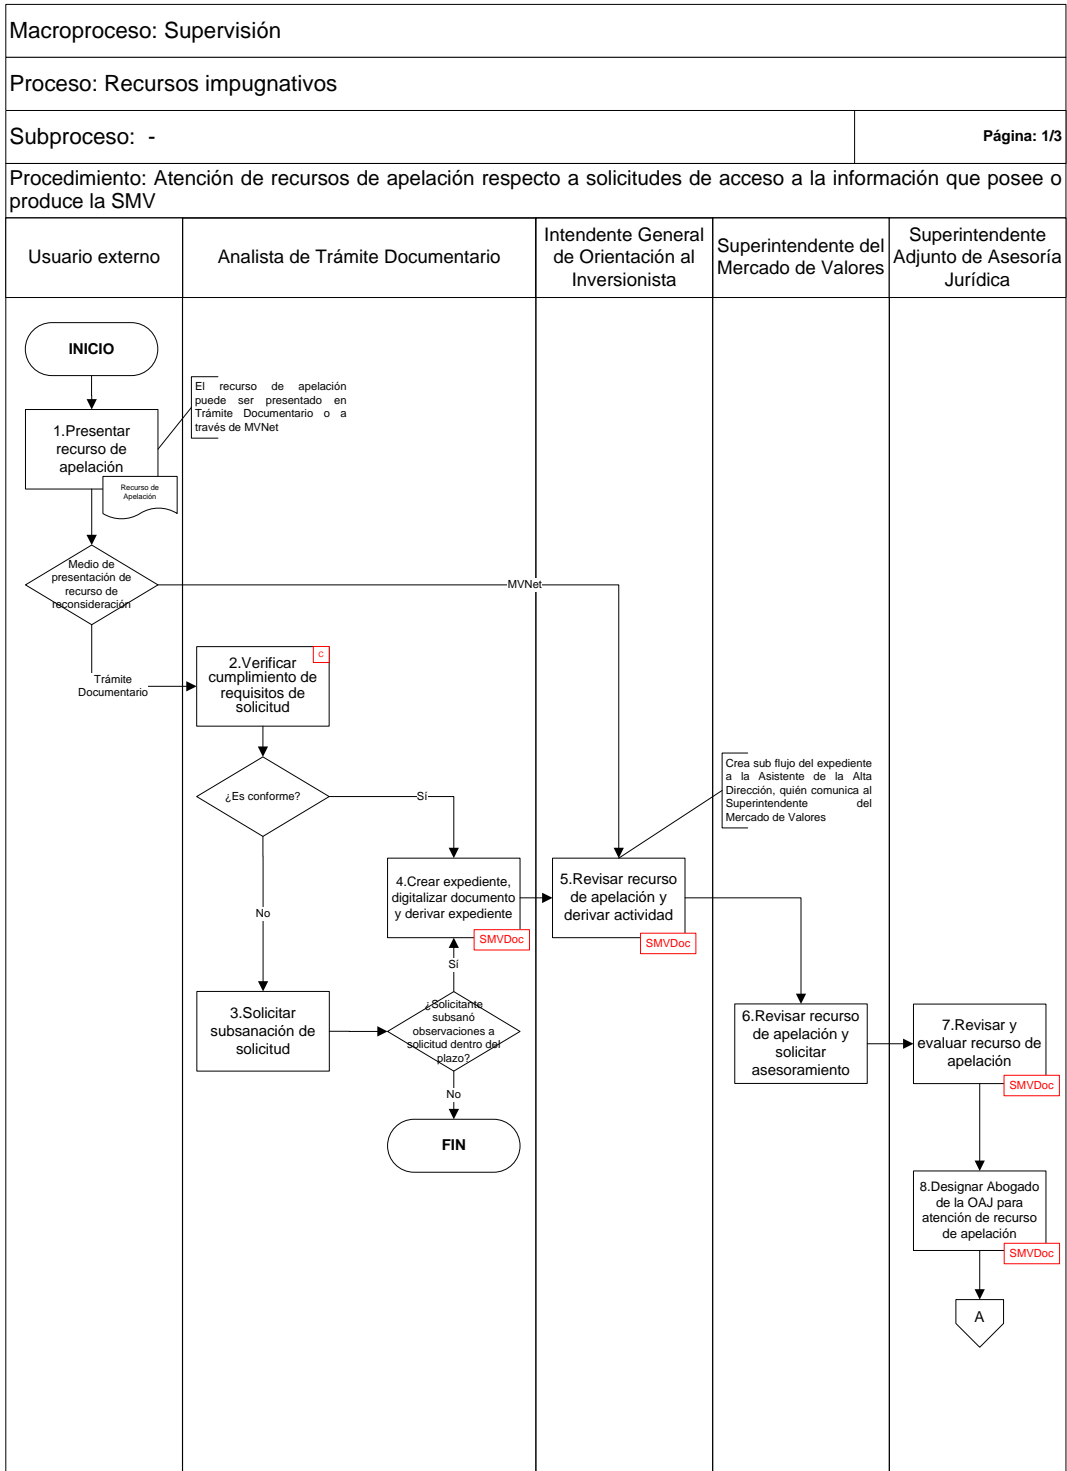 Macroproceso: Supervisión
Proceso: Recursos impugnativos
Subproceso: -
Página: 1/3
Procedimiento: Atención de recursos de apelación respecto a solicitudes de acceso a la información que posee o
produce la SMV
Usuario externo
Analista de Trámite Documentario
Intendente General
de Orientación al
Inversionista
Superintendente del
Mercado de Valores
Superintendente
Adjunto de Asesoría
Jurídica
INICIO
El recurso de apelación
puede ser presentado en
Trámite Documentario o a
través de MVNet
1.Presentar
recurso de
apelación
Recurso de
Apelación
Medio de
presentación de
recurso de
reconsideración
MVNet
Trámite
Documentario
C
2.Verificar
cumplimiento de
requisitos de
solicitud
¿Es conforme?
Sí
No
Crea sub flujo del expediente
a la Asistente de la Alta
Dirección, quién comunica al
Superintendente del
Mercado de Valores
4.Crear expediente,
digitalizar documento
y derivar expediente
SMVDoc
5.Revisar recurso
de apelación y
derivar actividad
SMVDoc
Sí
3.Solicitar
subsanación de
solicitud
¿Solicitante
subsanó
observaciones a
solicitud dentro del
plazo?
No
FIN
6.Revisar recurso
de apelación y
solicitar
asesoramiento
7.Revisar y
evaluar recurso de
apelación
SMVDoc
8.Designar Abogado
de la OAJ para
atención de recurso
de apelación
SMVDoc
A